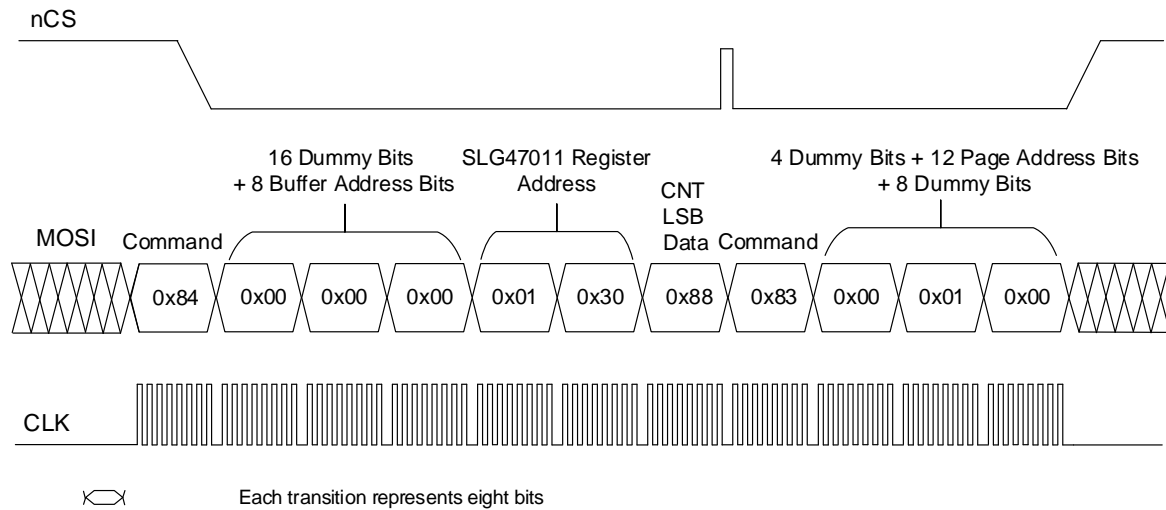 nCS
16 Dummy Bits
+ 8 Buffer Address Bits
SLG47011 Register
Address
CNT
LSB
Data
4 Dummy Bits + 12 Page Address Bits
+ 8 Dummy Bits
MOSI
Command
Command
0x84 0x00 0x00 0x00 0x01 0x30 0x88 0x83 0x00 0x01 0x00
CLK
Each transition represents eight bits